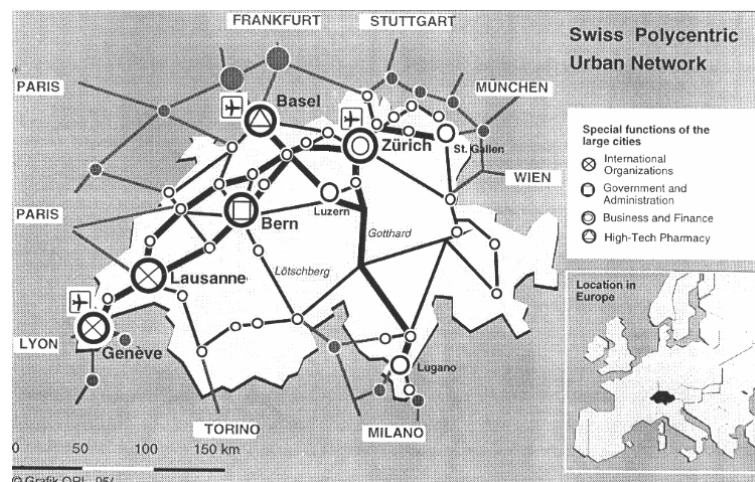 FRANKFURT
STUTTGART
Swiss Polycentric
Urban Network
PARIS
MÜNCHEN
Basel
Zürich
St. Gallen
Special functions of the
large cities
International
Organizations
Government and
Administration
Business and Finance
High-Tech Pharmacy
WIEN
PARIS
Luzern
Bern
Gotthard
Lötschberg
Lausanne
Location in
Europe
LYON
Genève
Lugano
TORINO
MILANO
0 50 100 150 km
© Grafik ORL, 95/